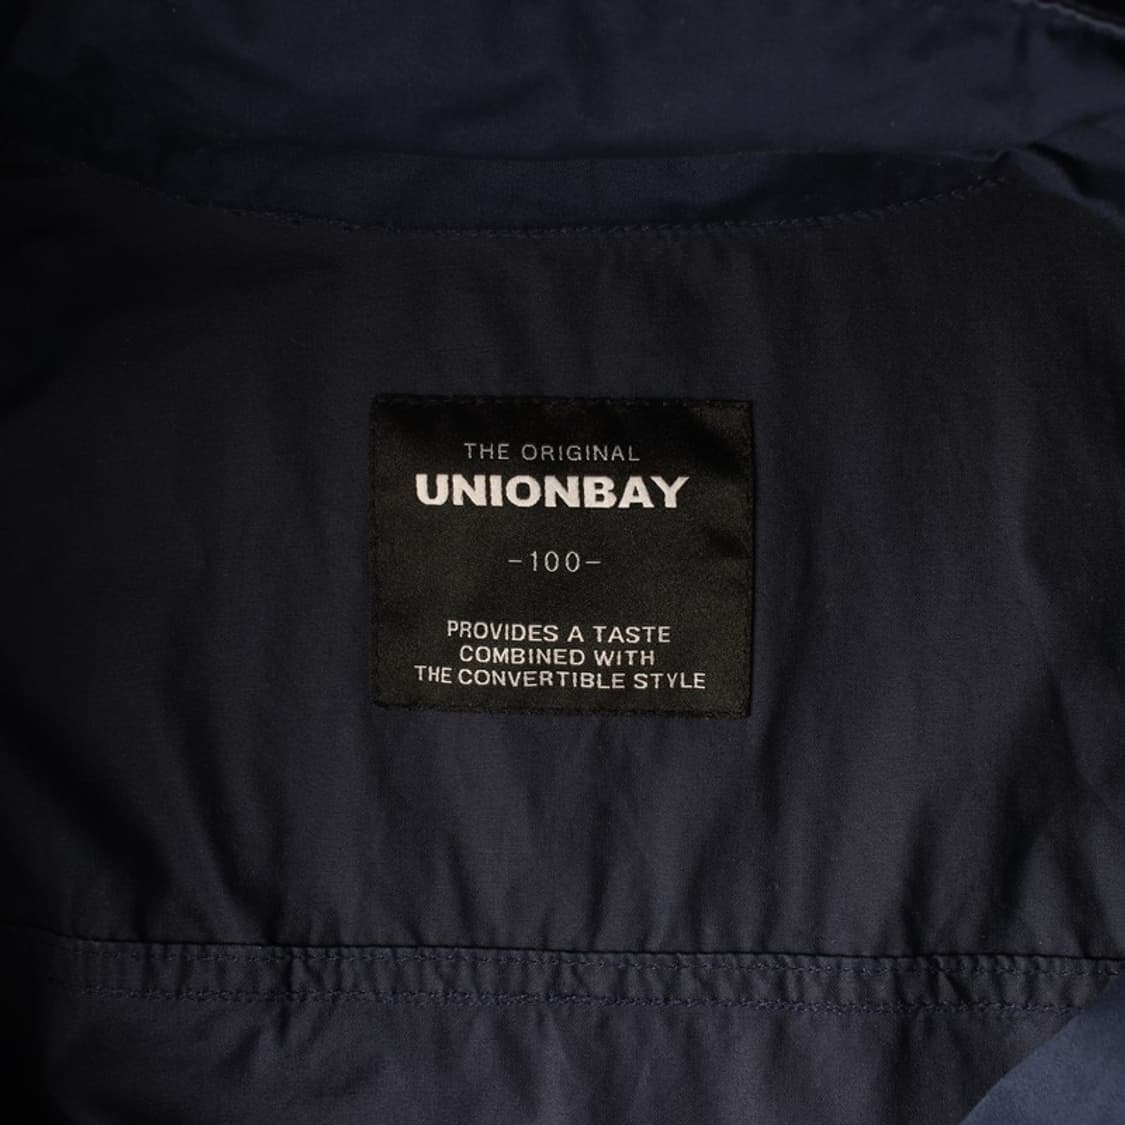 THE ORIGINAL
UNIONBAY
-100-
PROVIDES A TASTE
COMBINED WITH
THE CONVERTIBLE STYLE